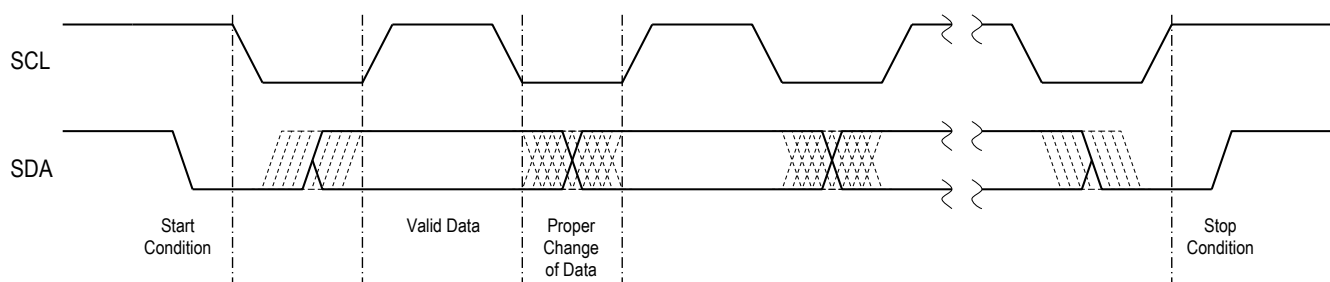 SCL
SDA
Start
Condition
Valid Data
Proper
Change
of Data
Stop
Condition